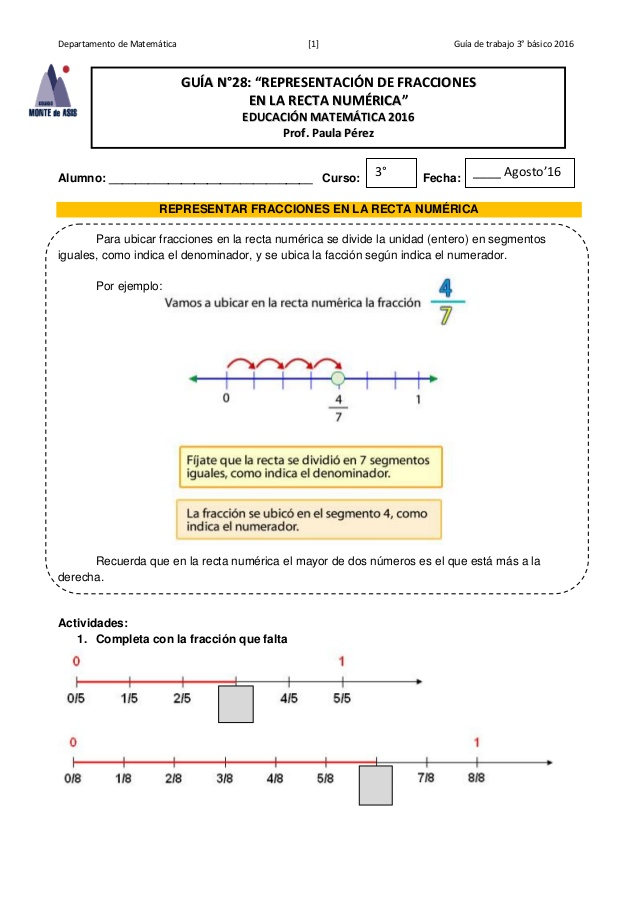 Departamento de Matemática [1] Guía de trabajo 3° básico 2016
MONTE de ASIS
GUÍA N°28: “REPRESENTACIÓN DE FRACCIONES
EN LA RECTA NUMÉRICA”
EDUCACIÓN MATEMÁTICA 2016
Prof. Paula Pérez
Alumno: ______________________________ Curso: 3° Fecha: ____ Agosto’16
REPRESENTAR FRACCIONES EN LA RECTA NUMÉRICA
Para ubicar fracciones en la recta numérica se divide la unidad (entero) en segmentos
iguales, como indica el denominador, y se ubica la facción según indica el numerador.
Por ejemplo:
Vamos a ubicar en la recta numérica la fracción 4/7
0 4/7 1
Fíjate que la recta se dividió en 7 segmentos
iguales, como indica el denominador.
La fracción se ubicó en el segmento 4, como
indica el numerador.
Recuerda que en la recta numérica el mayor de dos números es el que está más a la
derecha.
Actividades:
1. Completa con la fracción que falta
0 1
0/5 1/5 2/5 4/5 5/5
0 1
0/8 1/8 2/8 3/8 4/8 5/8 7/8 8/8